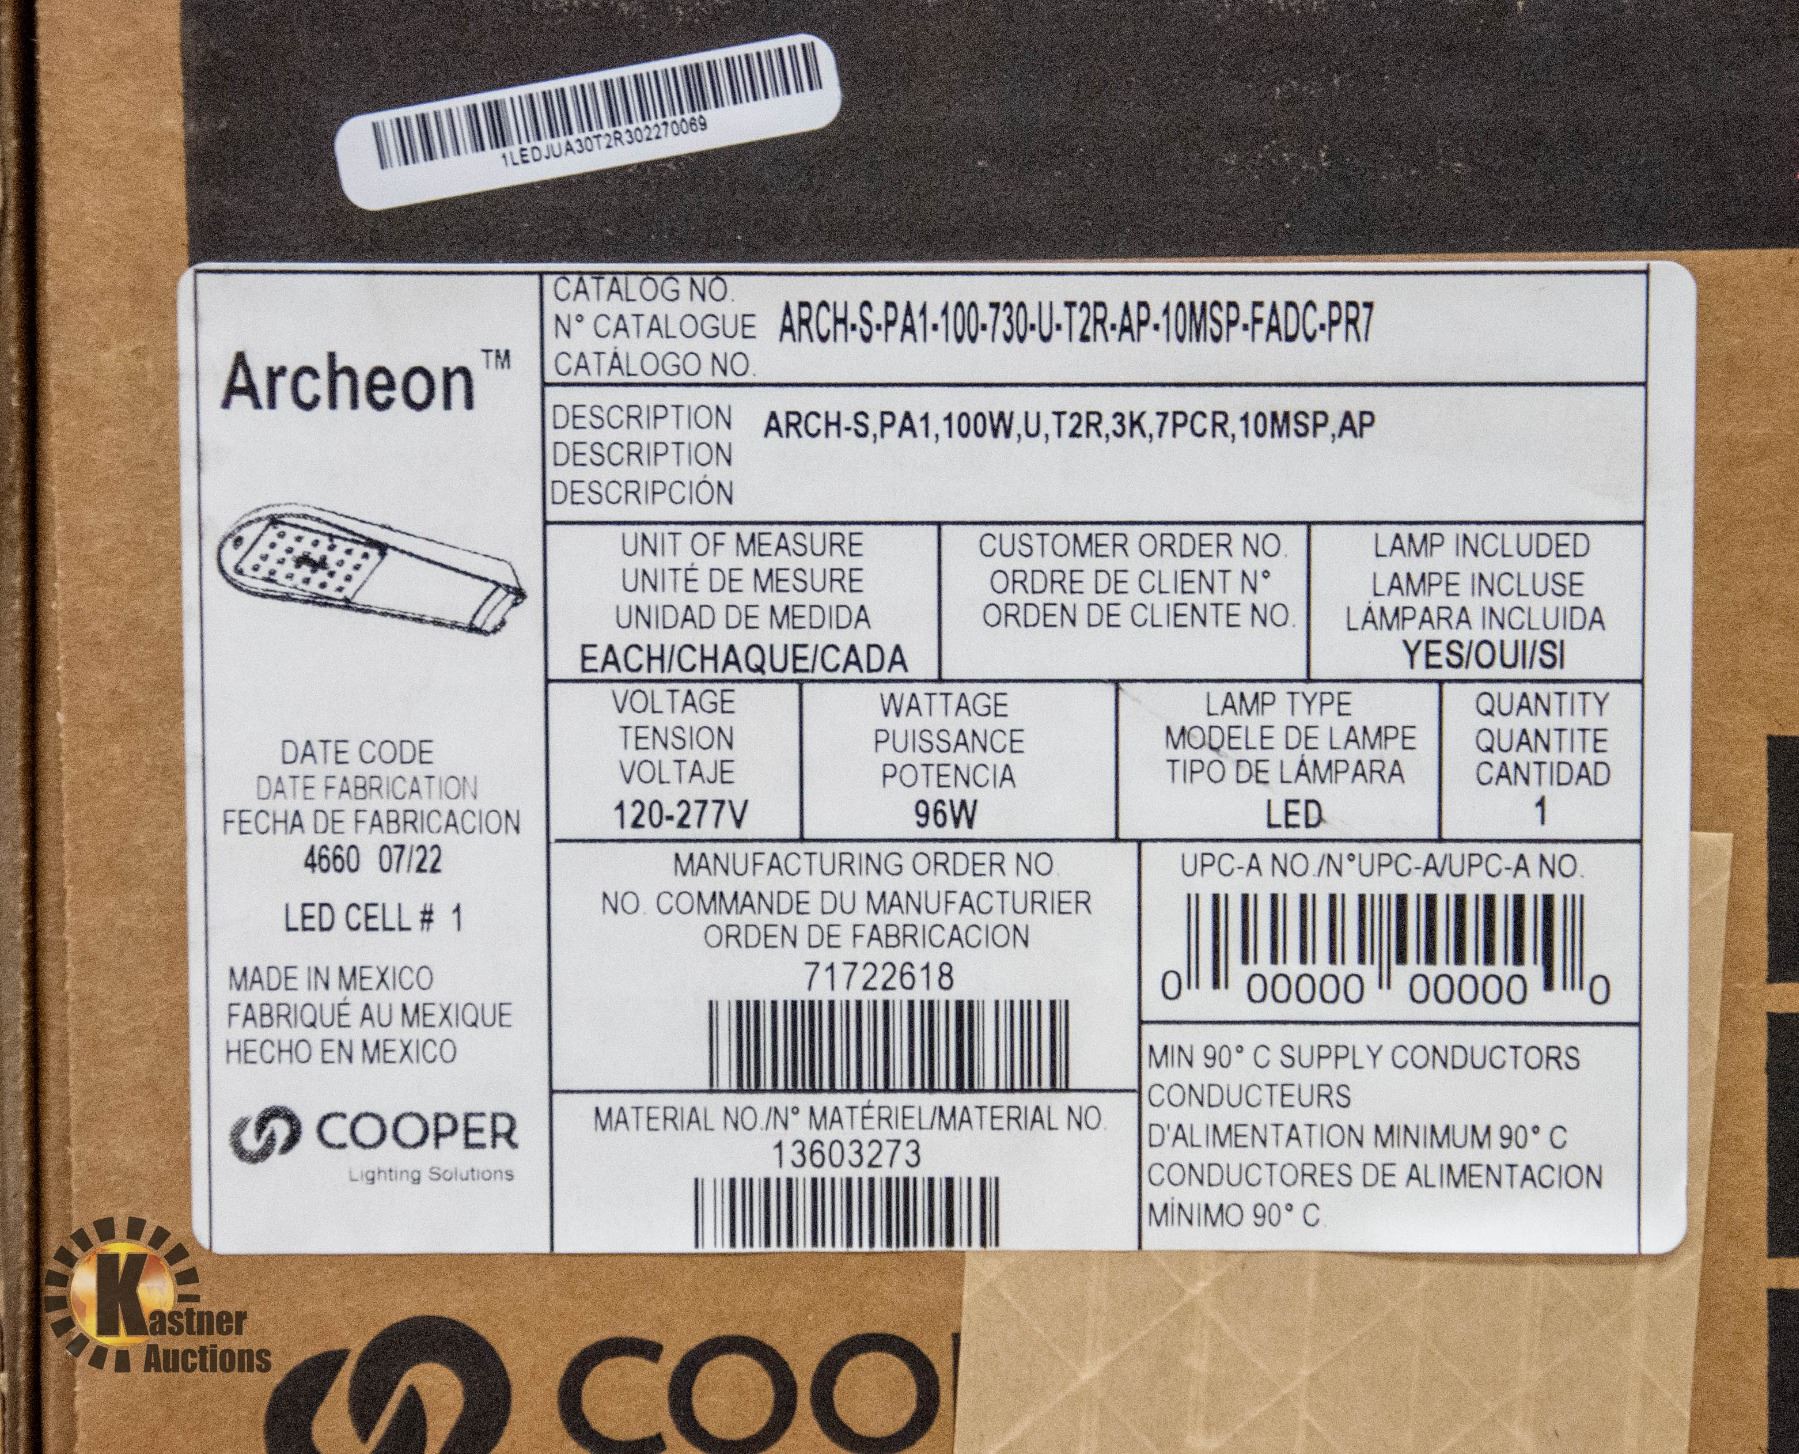 1LEDJUA30T2R302270069
Archeon™
CATALOG NO.
N° CATALOGUE
CATÁLOGO NO.
ARCH-S-PA1-100-730-U-T2R-AP-10MSP-FADC-PR7
DESCRIPTION
DESCRIPTION
DESCRIPCIÓN
ARCH-S,PA1,100W,U,T2R,3K,7PCR,10MSP,AP
UNIT OF MEASURE
UNITÉ DE MESURE
UNIDAD DE MEDIDA
EACH/CHAQUE/CADA
CUSTOMER ORDER NO.
ORDRE DE CLIENT N°
ORDEN DE CLIENTE NO.
LAMP INCLUDED
LAMPE INCLUSE
LÁMPARA INCLUIDA
YES/OUI/SI
VOLTAGE
TENSION
VOLTAJE
120-277V
WATTAGE
PUISSANCE
POTENCIA
96W
LAMP TYPE
MODELE DE LAMPE
TIPO DE LÁMPARA
LED
QUANTITY
QUANTITE
CANTIDAD
1
DATE CODE
DATE FABRICATION
FECHA DE FABRICACION
4660 07/22
LED CELL # 1
MADE IN MEXICO
FABRIQUÉ AU MEXIQUE
HECHO EN MEXICO
COOPER
Lighting Solutions
MANUFACTURING ORDER NO.
NO. COMMANDE DU MANUFACTURIER
ORDEN DE FABRICACION
71722618
MATERIAL NO./N° MATÉRIEL/MATERIAL NO.
13603273
UPC-A NO./N°UPC-A/UPC-A NO.
0 00000 00000 0
MIN 90° C SUPPLY CONDUCTORS
CONDUCTEURS
D'ALIMENTATION MINIMUM 90° C
CONDUCTORES DE ALIMENTACION
MÍNIMO 90° C.
Kastner
Auctions
COO